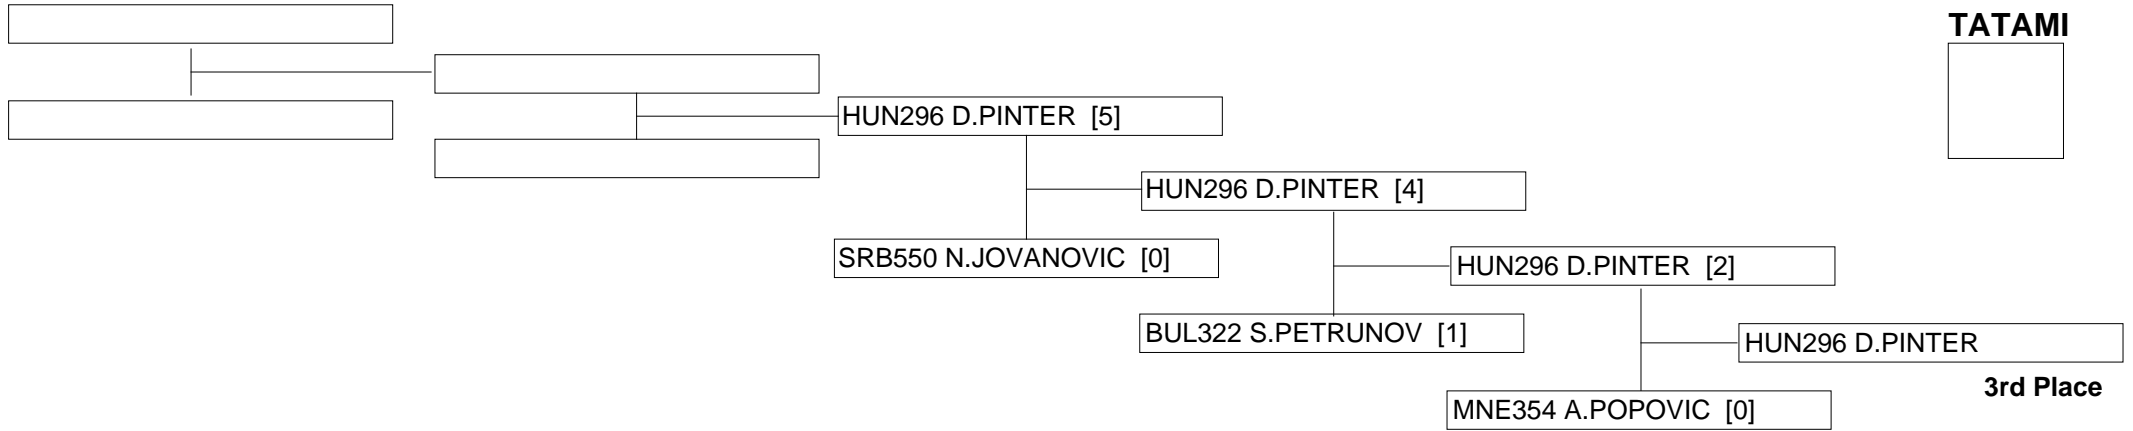 TATAMI
HUN296 D.PINTER [5]
HUN296 D.PINTER [4]
SRB550 N.JOVANOVIC [0]
HUN296 D.PINTER [2]
BUL322 S.PETRUNOV [1]
HUN296 D.PINTER
3rd Place
MNE354 A.POPOVIC [0]